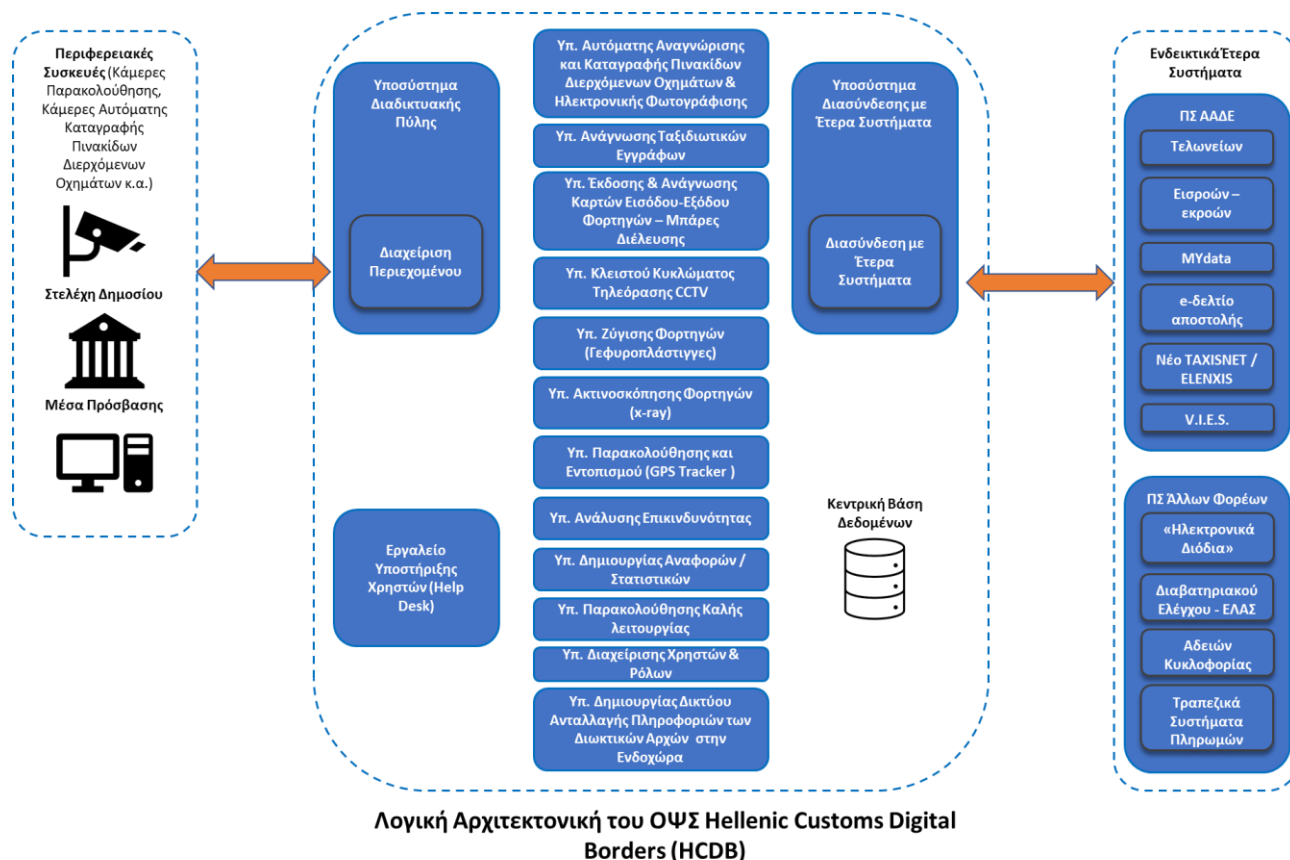 Περιφερειακές
Συσκευές (Κάμερες
Παρακολούθησης,
Κάμερες Αυτόματης
Καταγραφής
Πινακίδων
Διερχόμενων
Οχημάτων κ.α.)
Στελέχη Δημοσίου
Μέσα Πρόσβασης
Υποσύστημα
Διαδικτυακής
Πύλης
Διαχείριση
Περιεχομένου
Εργαλείο
Υποστήριξης
Χρηστών (Help
Desk)
Υπ. Αυτόματης Αναγνώρισης
και Καταγραφής Πινακίδων
Διερχόμενων Οχημάτων &
Ηλεκτρονικής Φωτογράφισης
Υπ. Ανάγνωσης Ταξιδιωτικών
Εγγράφων
Υπ. Έκδοσης & Ανάγνωσης
Καρτών Εισόδου-Εξόδου
Φορτηγών – Μπάρες
Διέλευσης
Υπ. Κλειστού Κυκλώματος
Τηλεόρασης CCTV
Υπ. Ζύγισης Φορτηγών
(Γεφυροπλάστιγγες)
Υπ. Ακτινοσκόπησης Φορτηγών
(x-ray)
Υπ. Παρακολούθησης και
Εντοπισμού (GPS Tracker )
Υπ. Ανάλυσης Επικινδυνότητας
Υπ. Δημιουργίας Αναφορών /
Στατιστικών
Υπ. Παρακολούθησης Καλής
λειτουργίας
Υπ. Διαχείρισης Χρηστών &
Ρόλων
Υπ. Δημιουργίας Δικτύου
Ανταλλαγής Πληροφοριών των
Διωκτικών Αρχών στην
Ενδοχώρα
Υποσύστημα
Διασύνδεσης με
Έτερα Συστήματα
Διασύνδεση με
Έτερα
Συστήματα
Κεντρική Βάση
Δεδομένων
Ενδεικτικά Έτερα
Συστήματα
ΠΣ ΑΑΔΕ
Τελωνείων
Εισροών –
εκροών
MYdata
e-δελτίο
αποστολής
Νέο TAXISNET /
ELENXIS
V.I.E.S.
ΠΣ Άλλων Φορέων
«Ηλεκτρονικά
Διόδια»
Διαβατηριακού
Ελέγχου - ΕΛΑΣ
Αδειών
Κυκλοφορίας
Τραπεζικά
Συστήματα
Πληρωμών
Λογική Αρχιτεκτονική του ΟΨΣ Hellenic Customs Digital
Borders (HCDB)